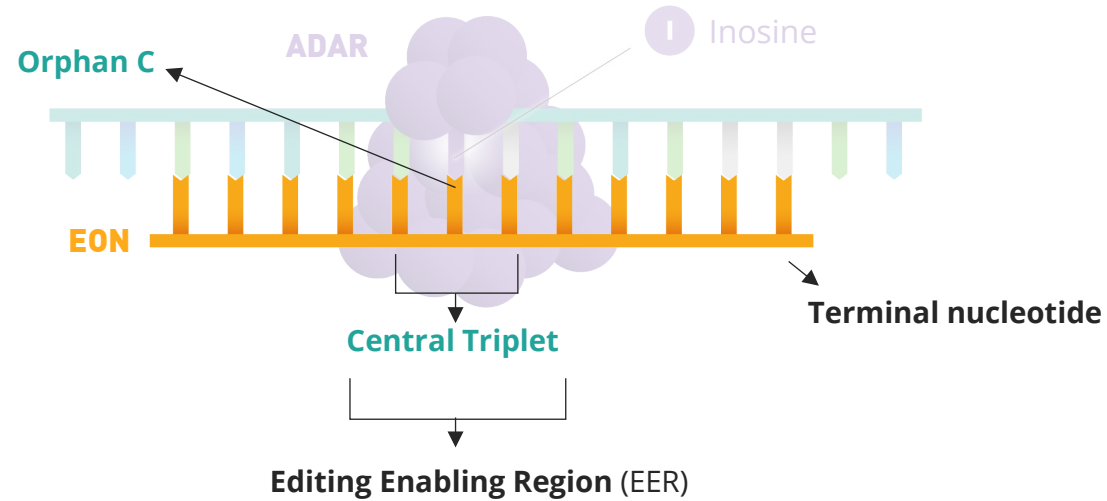 ADAR
I Inosine
Orphan C
EON
Terminal nucleotide
Central Triplet
Editing Enabling Region (EER)